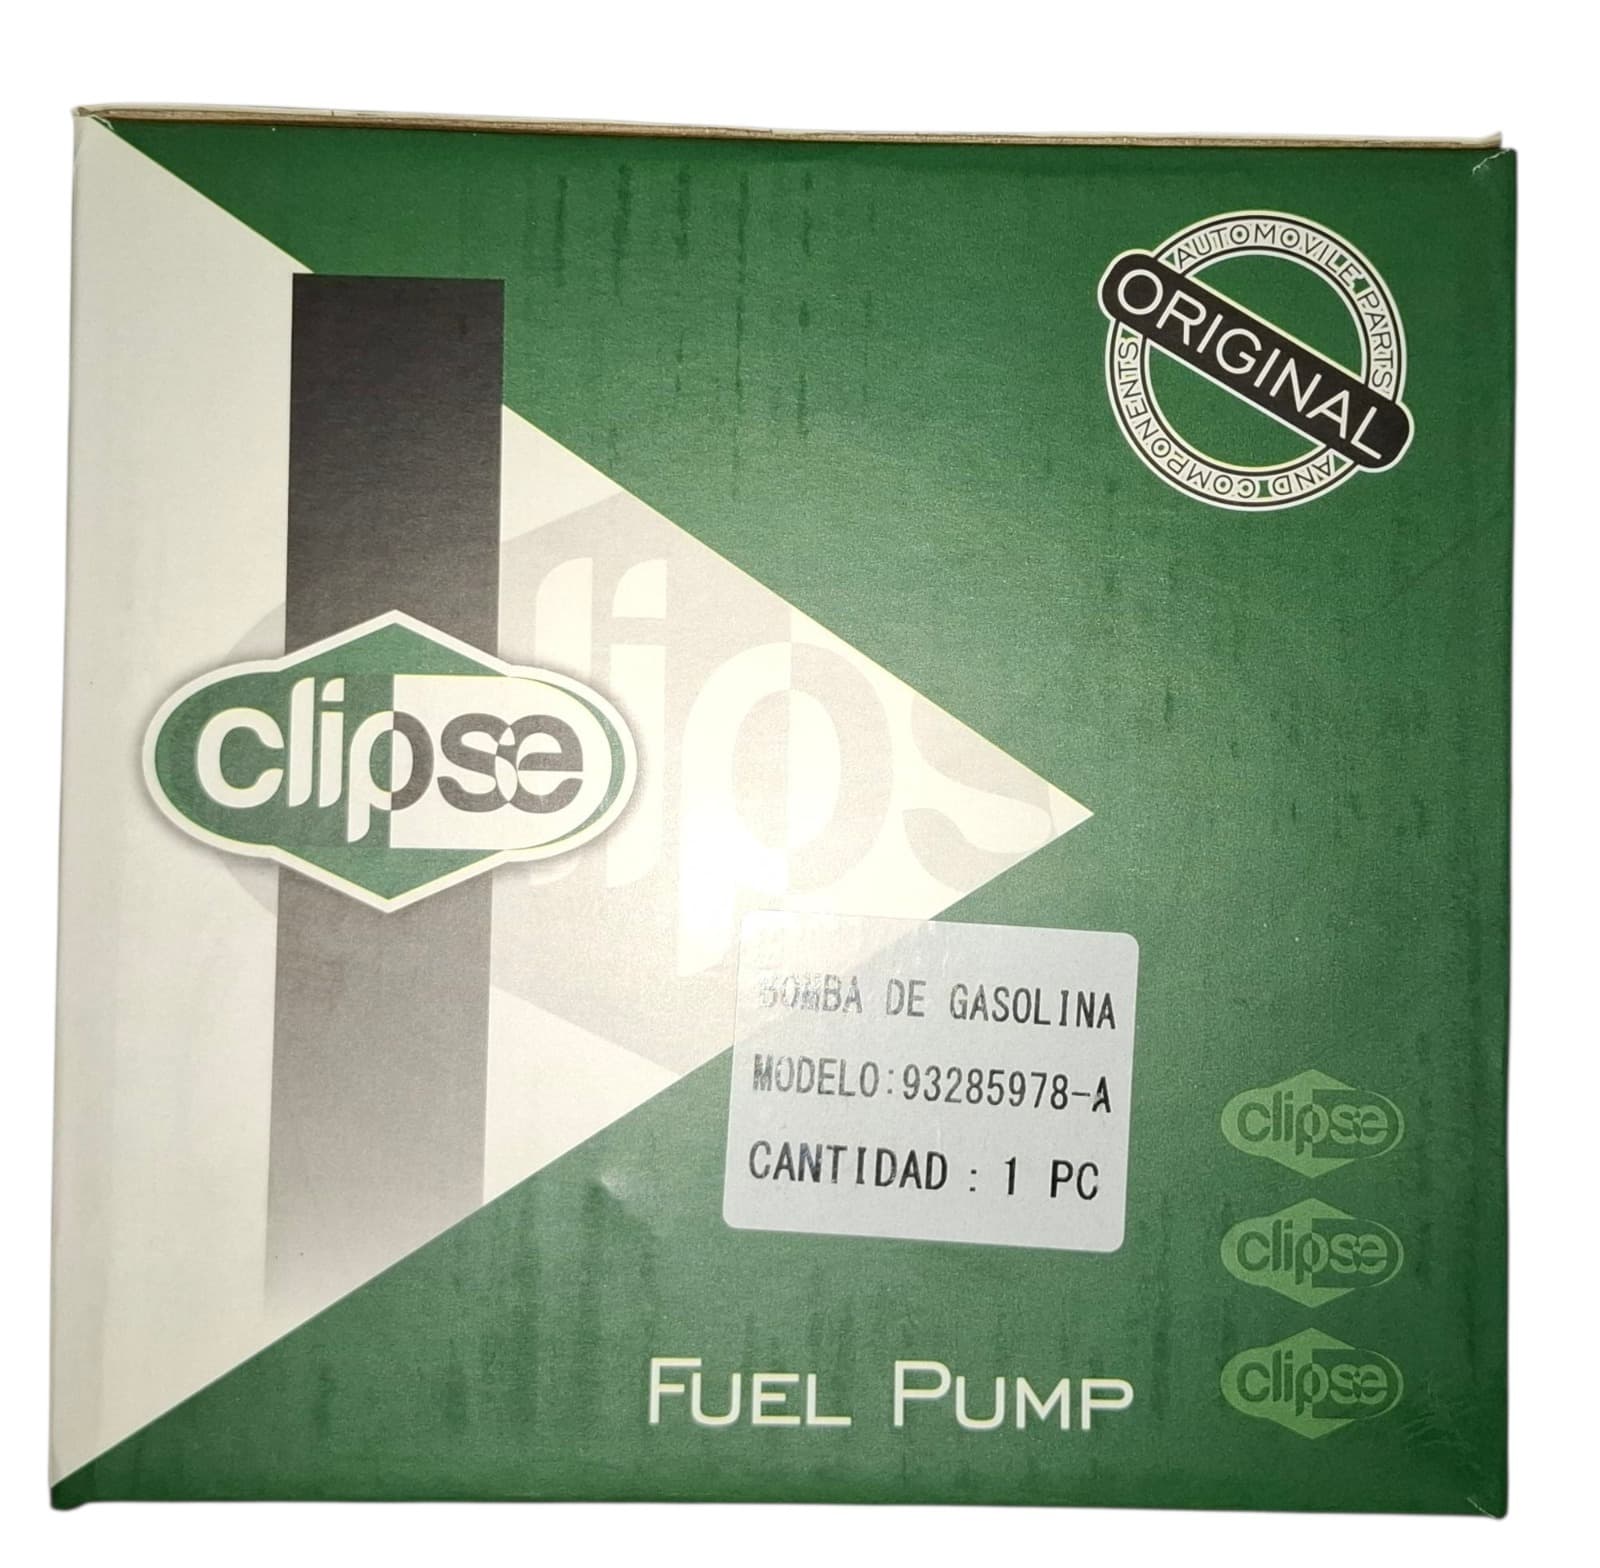 AUTOMOVILE PARTS
ORIGINAL
AND COMPONENTS
clipse
clipse
BOMBA DE GASOLINA
MODELO:93285978-A
CANTIDAD : 1 PC
clipse
clipse
clipse
FUEL PUMP